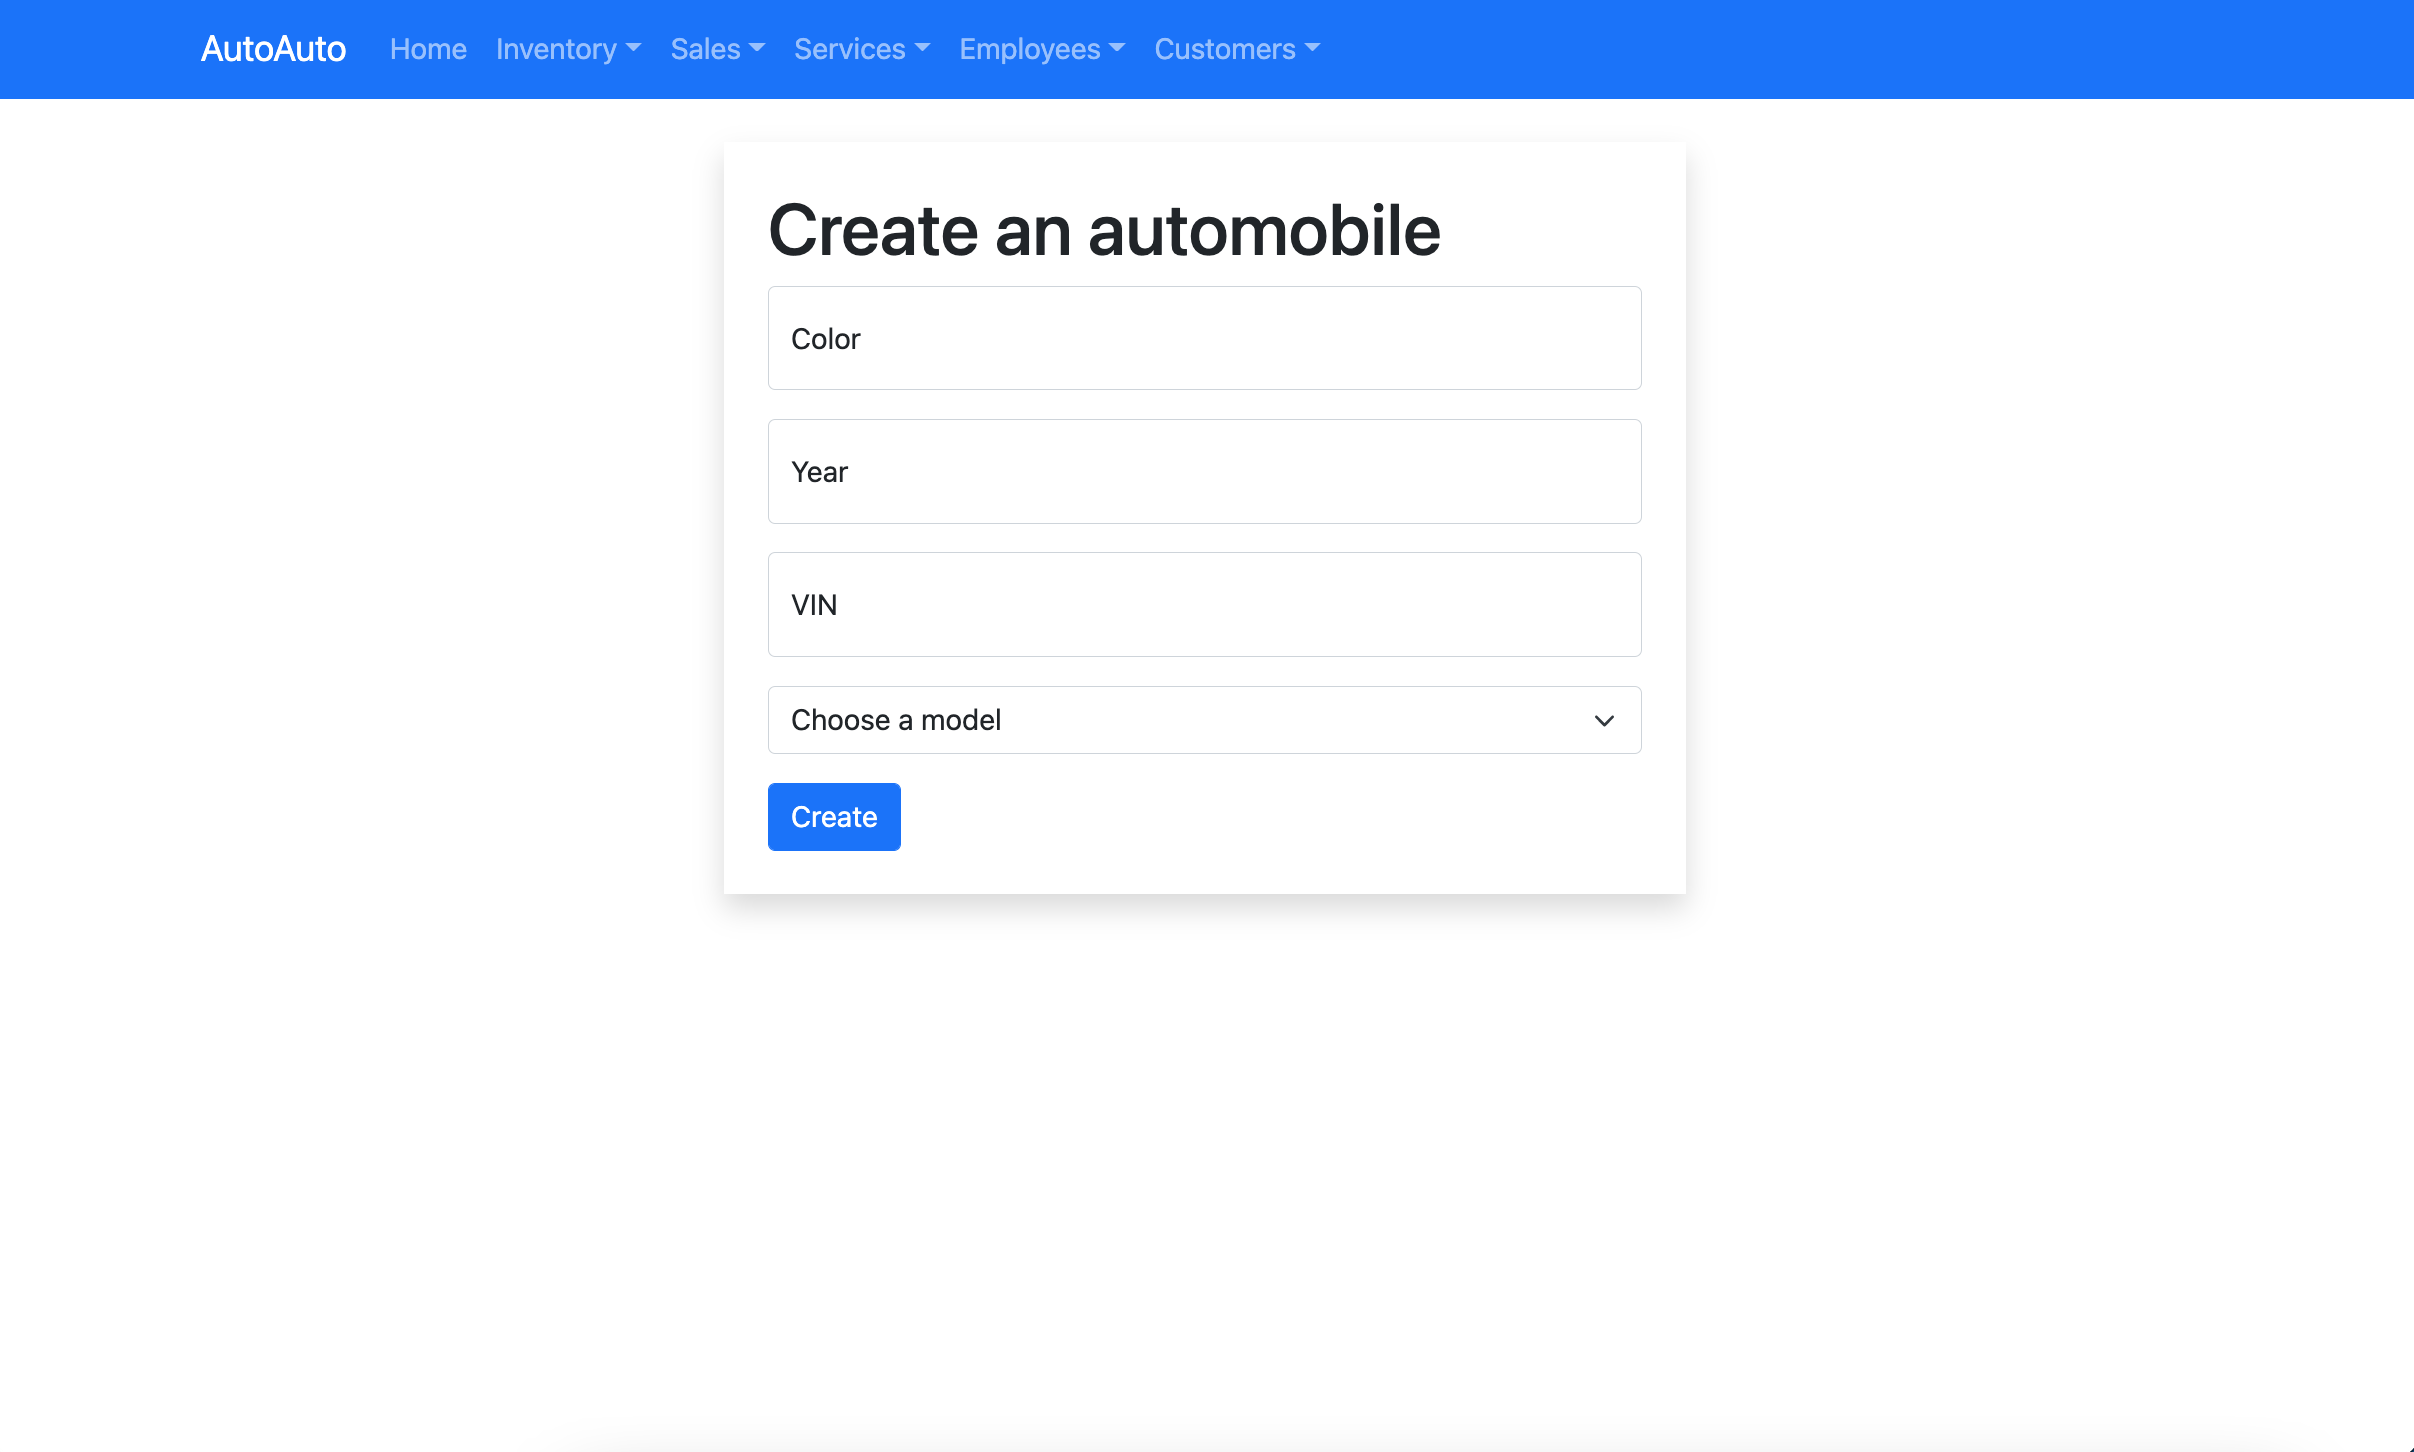 AutoAuto Home Inventory Sales Services Employees Customers
Create an automobile
Color
Year
VIN
Choose a model
Create